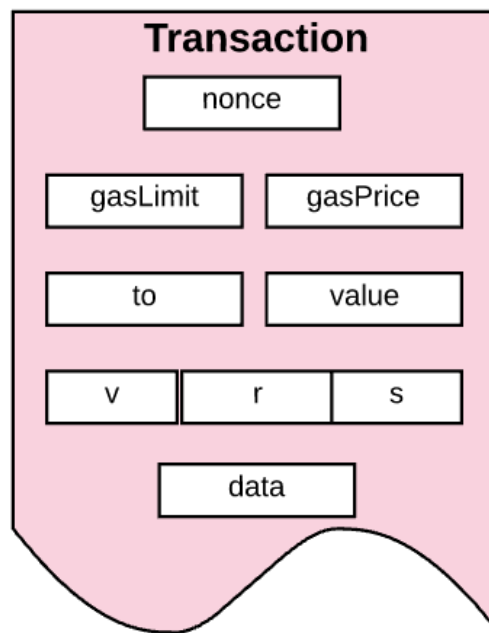 Transaction
nonce
gasLimit gasPrice
to value
v r s
data